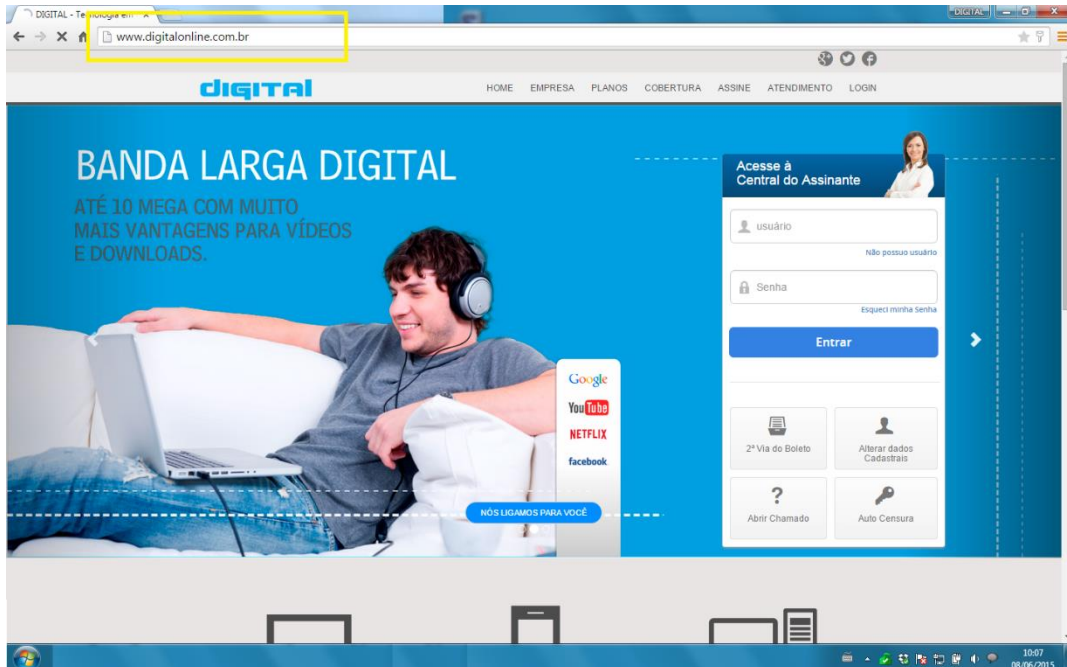 DIGITAL - Tecnologia em
DIGITAL
www.digitalonline.com.br
digital
HOME EMPRESA PLANOS COBERTURA ASSINE ATENDIMENTO LOGIN
BANDA LARGA DIGITAL
ATÉ 10 MEGA COM MUITO
MAIS VANTAGENS PARA VÍDEOS
E DOWNLOADS.
Acesse à
Central do Assinante
usuário
Não possuo usuário
Senha
Esqueci minha Senha
Entrar
Google
YouTube
NETFLIX
facebook
NÓS LIGAMOS PARA VOCÊ
2ª Via do Boleto
Alterar dados
Cadastrais
?
Abrir Chamado
Auto Censura
10:07
08/06/2015